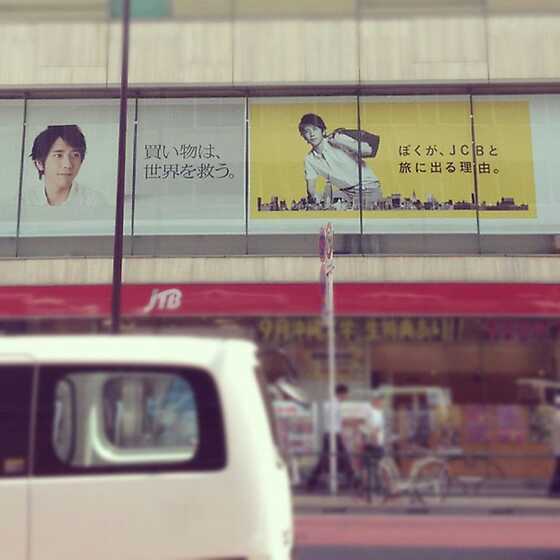 買い物は、
世界を救う。
ぼくが、JCBと
旅に出る理由。
JTB